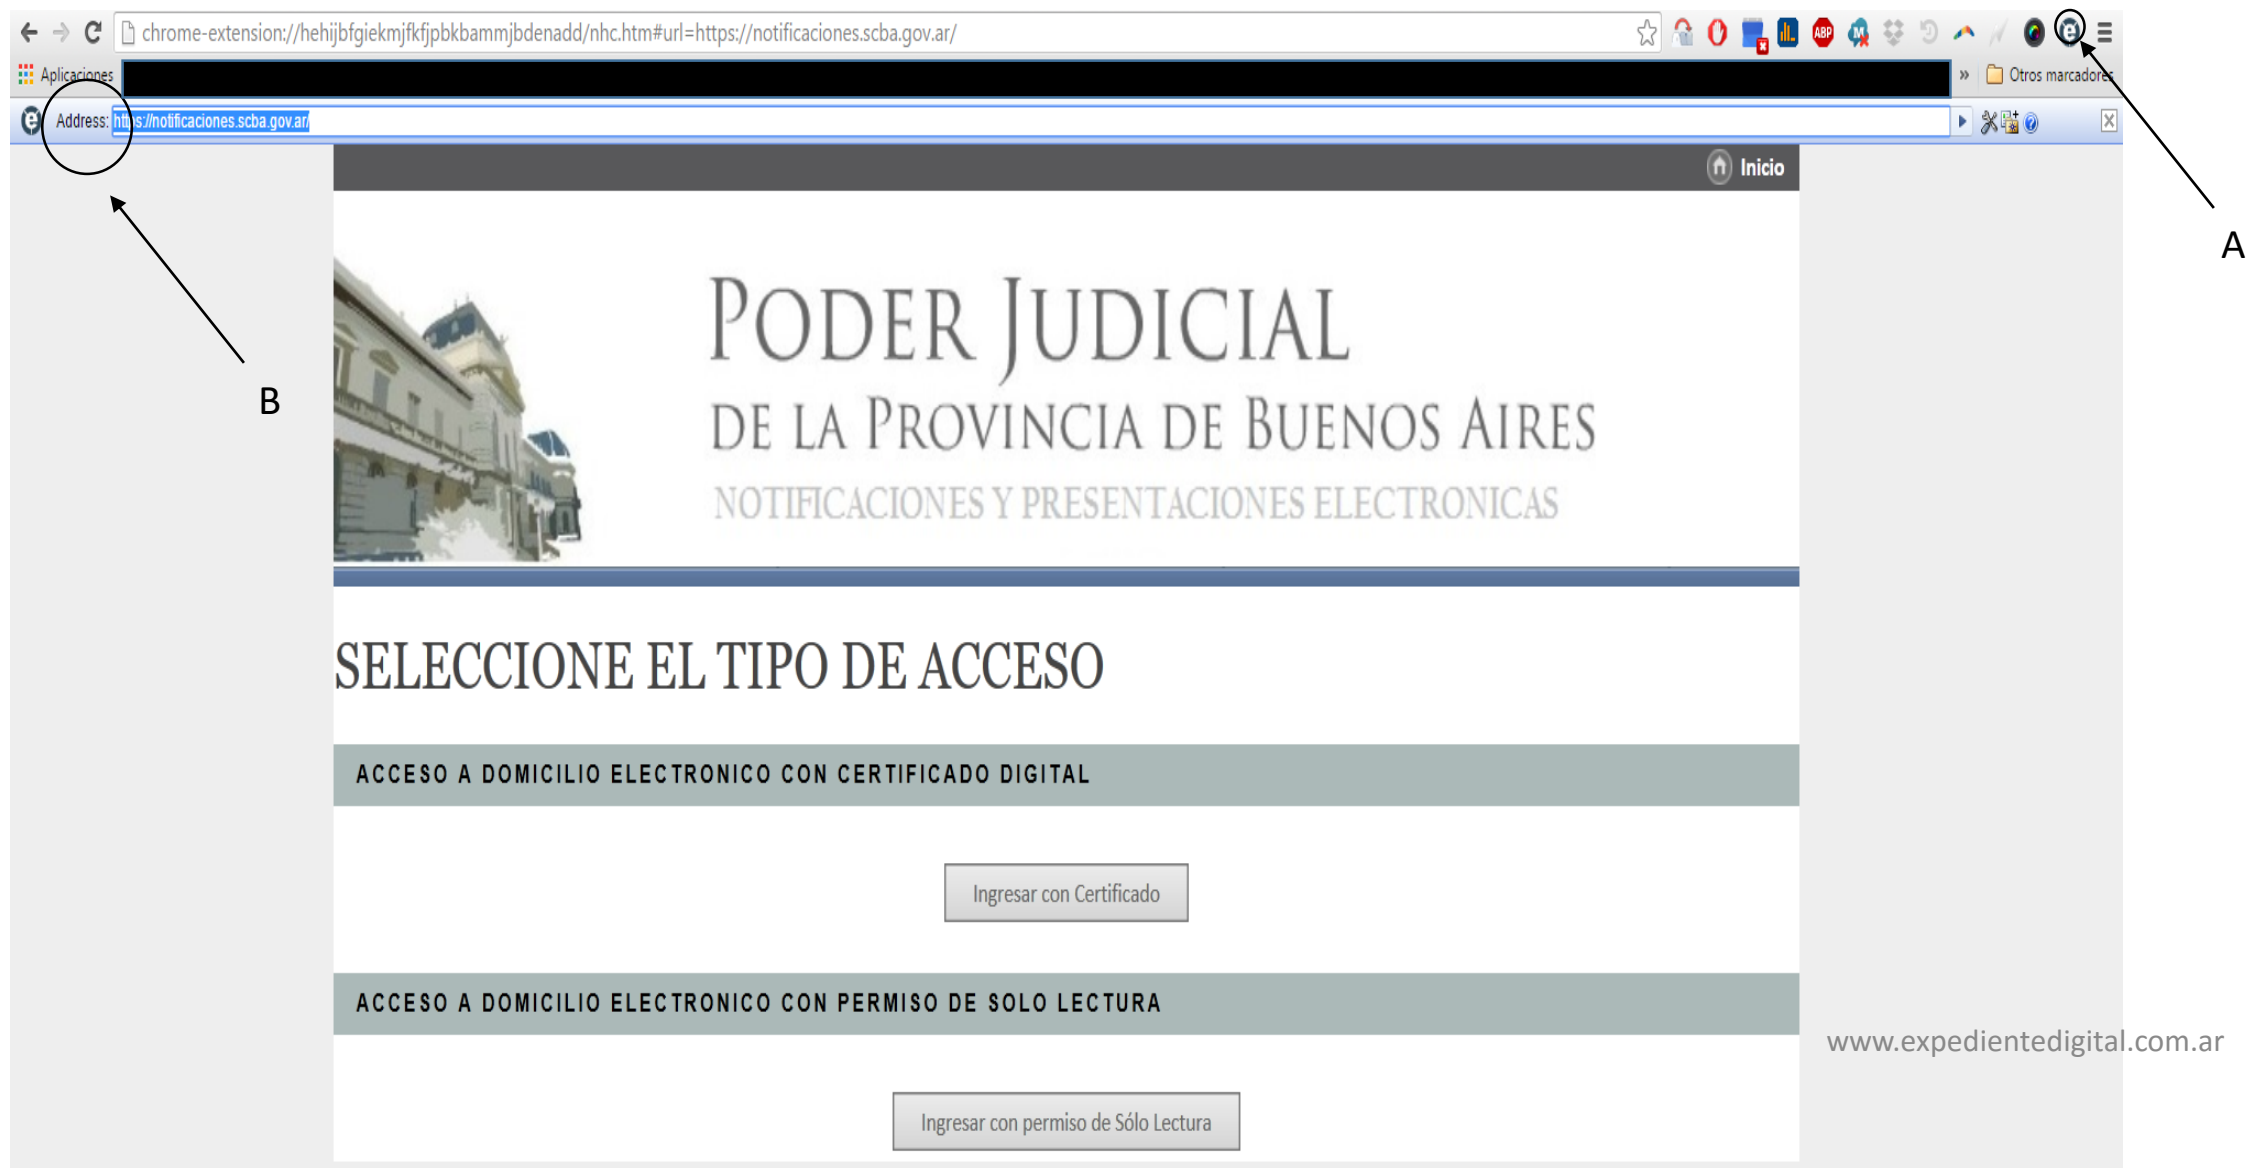 chrome-extension://hehijbfgiekmjfkfjpbkbammjbdenadd/nhc.htm#url=https://notificaciones.scba.gov.ar/
ABP
Aplicaciones
» Otros marcadores
Address: https://notificaciones.scba.gov.ar/
Inicio
A
PODER JUDICIAL
B
DE LA PROVINCIA DE BUENOS AIRES
NOTIFICACIONES Y PRESENTACIONES ELECTRONICAS
SELECCIONE EL TIPO DE ACCESO
ACCESO A DOMICILIO ELECTRONICO CON CERTIFICADO DIGITAL
Ingresar con Certificado
ACCESO A DOMICILIO ELECTRONICO CON PERMISO DE SOLO LECTURA
www.expedientedigital.com.ar
Ingresar con permiso de Sólo Lectura